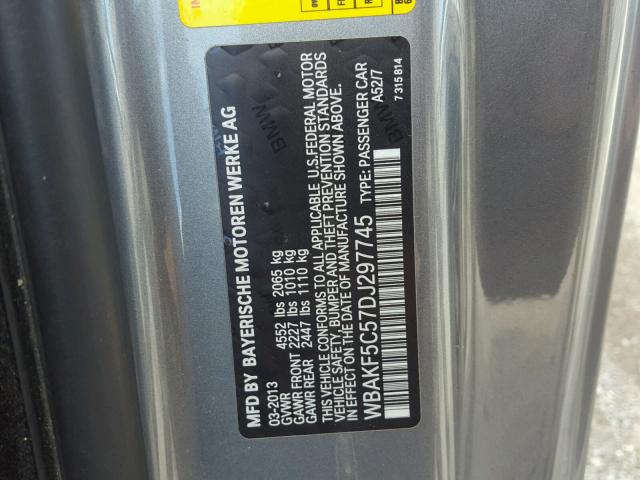 MFD BY BAYERISCHE MOTOREN WERKE AG
03-2013
GVWR 4552 lbs 2065 kg
GAWR FRONT 2227 lbs 1010 kg
GAWR REAR 2447 lbs 1110 kg
THIS VEHICLE CONFORMS TO ALL APPLICABLE U.S.FEDERAL MOTOR
VEHICLE SAFETY, BUMPER AND THEFT PREVENTION STANDARDS
IN EFFECT ON THE DATE OF MANUFACTURE SHOWN ABOVE.
WBAKF5C57DJ297745 TYPE: PASSENGER CAR
A52/7
7 315 814
BMW
BMW